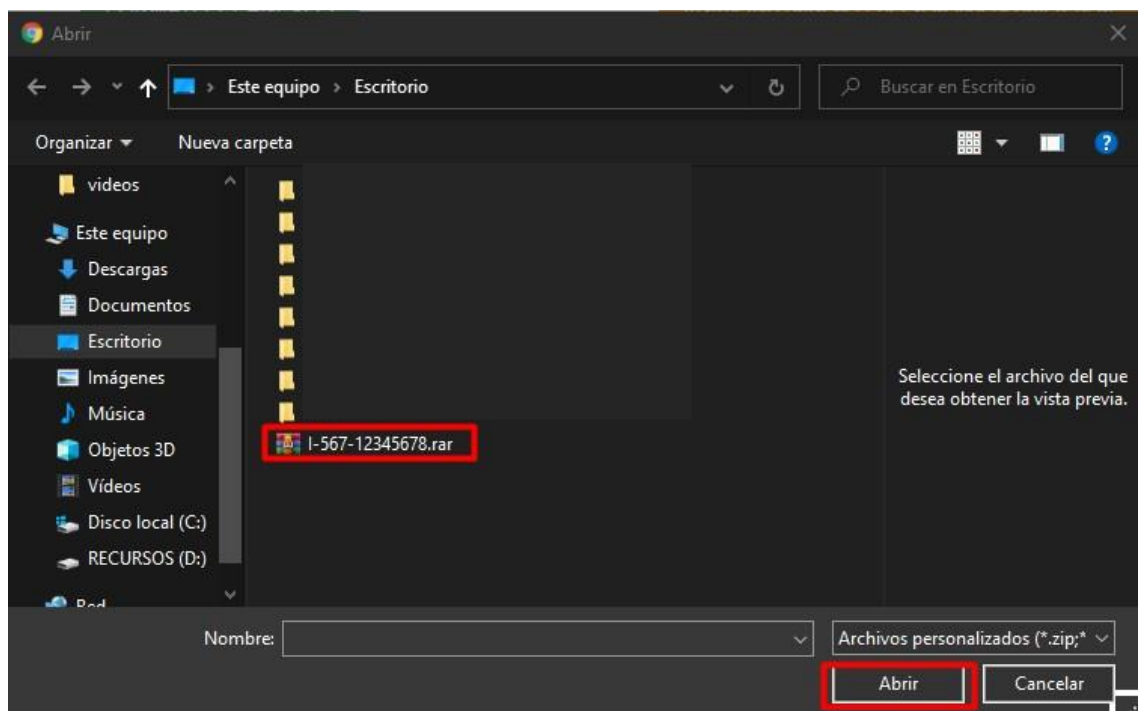 Abrir
Este equipo > Escritorio
Buscar en Escritorio
Organizar
Nueva carpeta
videos
Este equipo
Descargas
Documentos
Escritorio
Imágenes
Música
Objetos 3D
Vídeos
Disco local (C:)
RECURSOS (D:)
Red
I-567-12345678.rar
Seleccione el archivo del que
desea obtener la vista previa.
Nombre:
Archivos personalizados (*.zip;*
Abrir
Cancelar